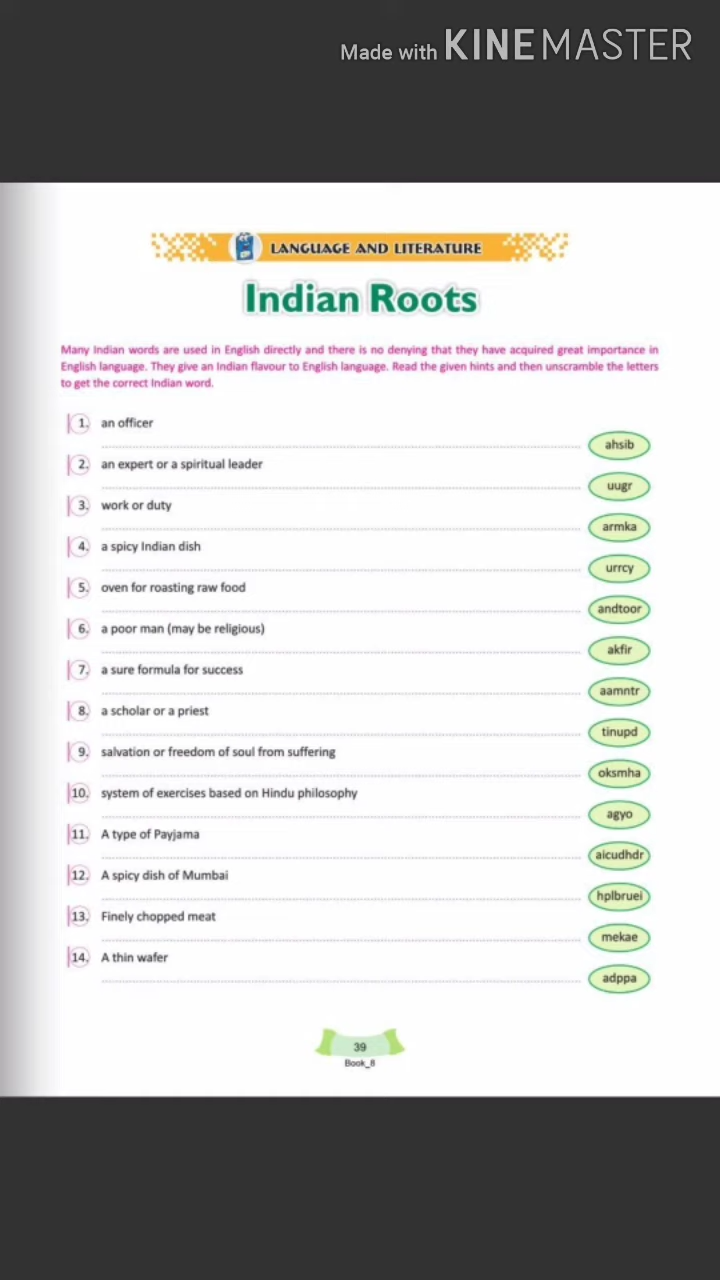 Made with KINEMASTER
LANGUAGE AND LITERATURE
Indian Roots
Many Indian words are used in English directly and there is no denying that they have acquired great importance in
English language. They give an Indian flavour to English language. Read the given hints and then unscramble the letters
to get the correct Indian word.
1. an officer
ahsib
2. an expert or a spiritual leader
uugr
3. work or duty
armka
4. a spicy Indian dish
urrcy
5. oven for roasting raw food
andtoor
6. a poor man (may be religious)
akfir
7. a sure formula for success
aamntr
8. a scholar or a priest
tinupd
9. salvation or freedom of soul from suffering
oksmha
10. system of exercises based on Hindu philosophy
agyo
11. A type of Payjama
aicudhdr
12. A spicy dish of Mumbai
hplbruei
13. Finely chopped meat
mekae
14. A thin wafer
adppa
39
Book_8